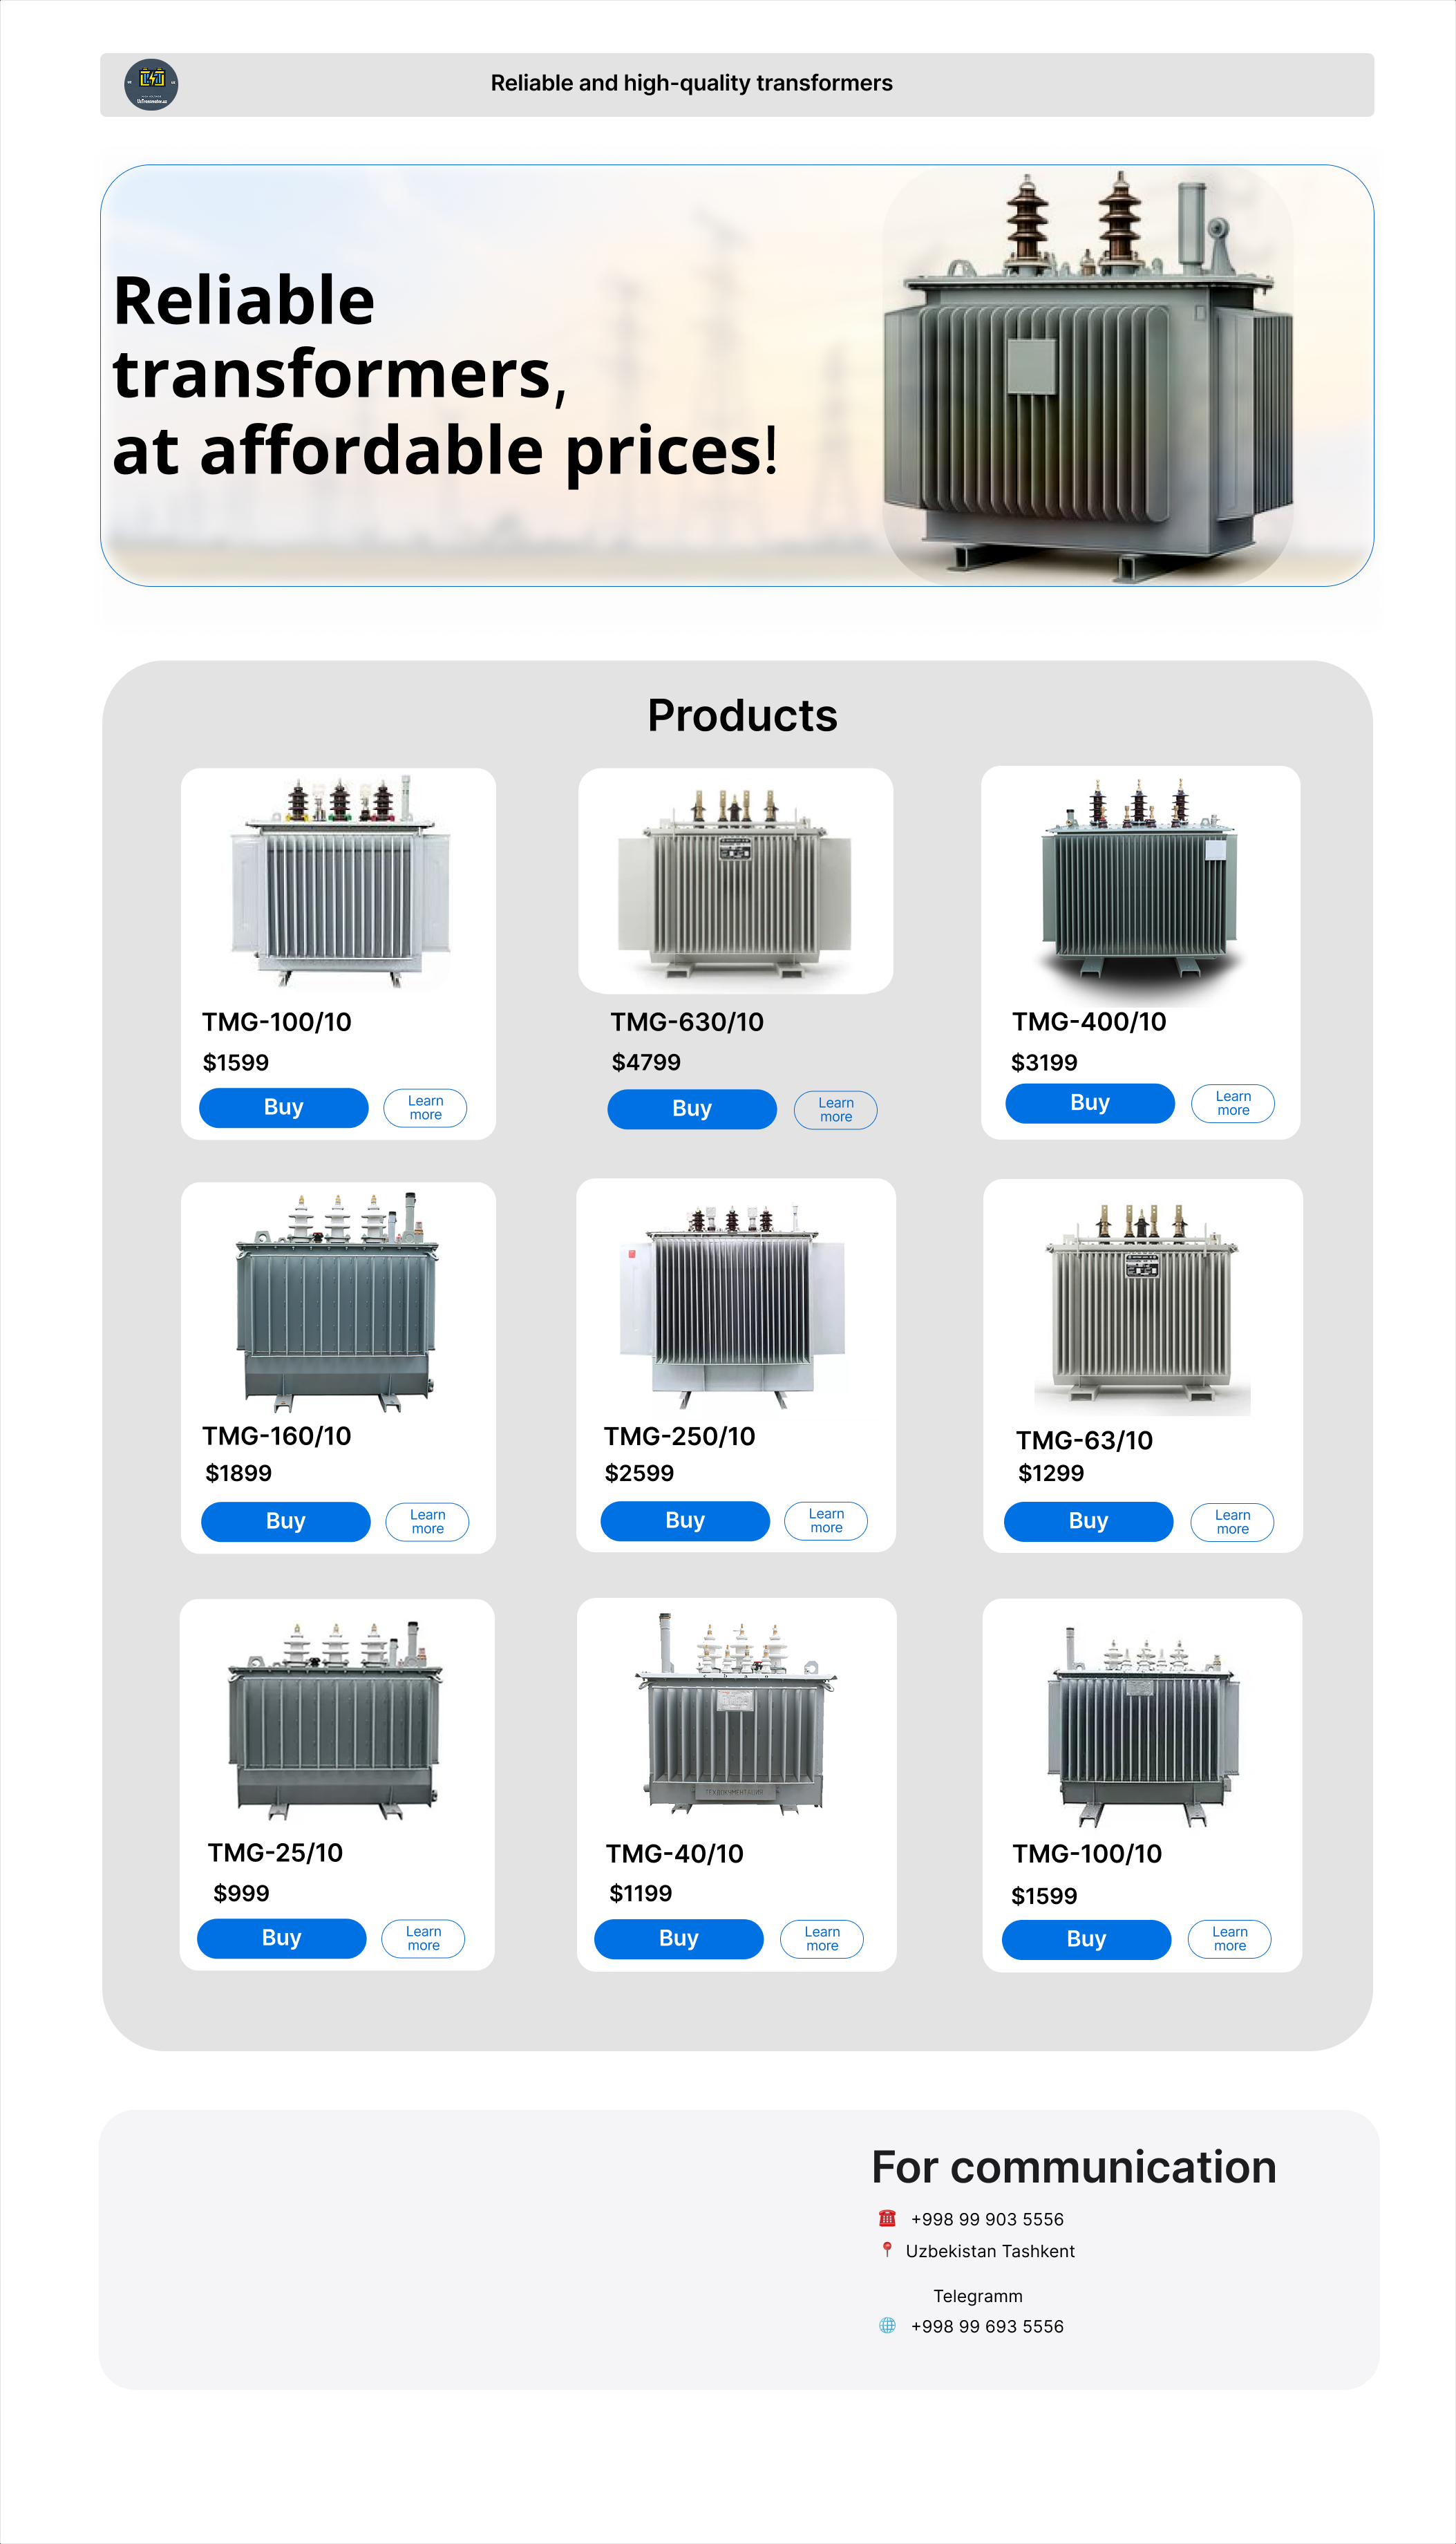 UzTransmator.uz
Reliable and high-quality transformers
Reliable
transformers,
at affordable prices!
Products
TMG-100/10
$1599
Buy
Learn
more
TMG-630/10
$4799
Buy
Learn
more
TMG-400/10
$3199
Buy
Learn
more
TMG-160/10
$1899
Buy
Learn
more
TMG-250/10
$2599
Buy
Learn
more
TMG-63/10
$1299
Buy
Learn
more
TMG-25/10
$999
Buy
Learn
more
TMG-40/10
$1199
Buy
Learn
more
TMG-100/10
$1599
Buy
Learn
more
For communication
+998 99 903 5556
Uzbekistan Tashkent
Telegramm
+998 99 693 5556